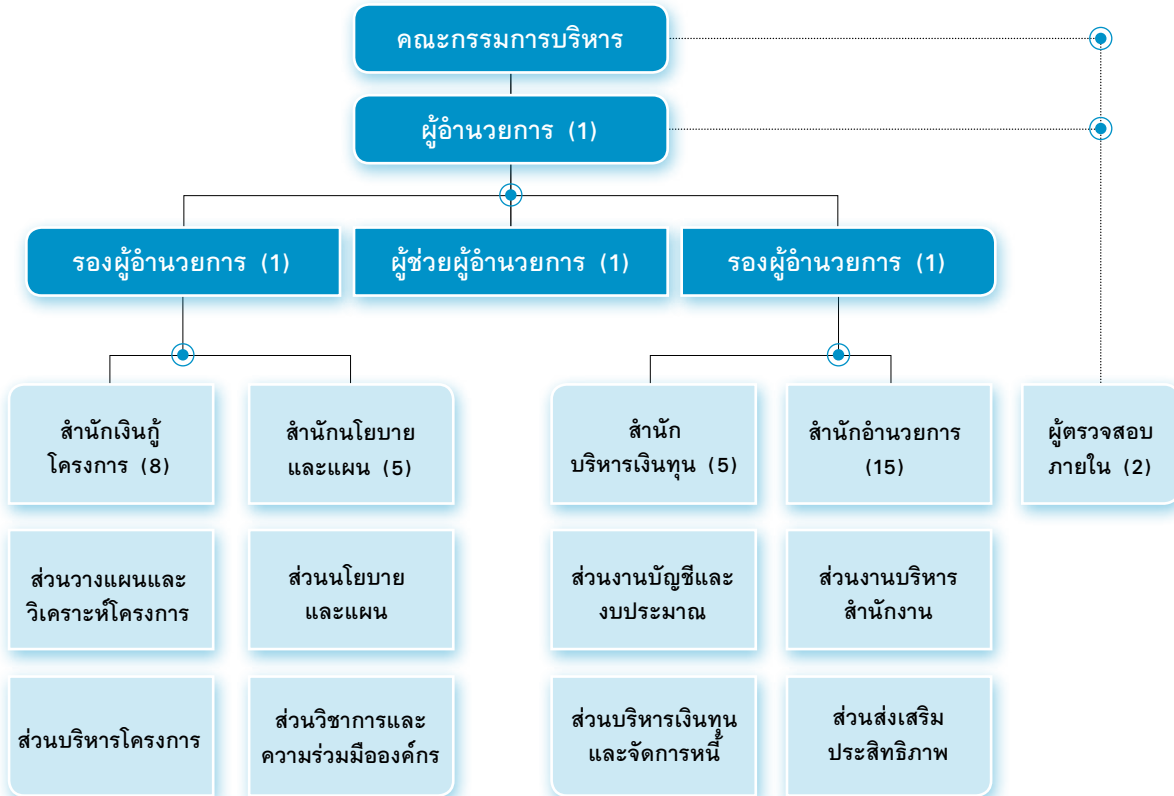 คณะกรรมการบริหาร
ผู้อำนวยการ (1)
รองผู้อำนวยการ (1)
ผู้ช่วยผู้อำนวยการ (1)
รองผู้อำนวยการ (1)
สำนักเงินกู้
โครงการ (8)
สำนักนโยบาย
และแผน (5)
สำนัก
บริหารเงินทุน (5)
สำนักอำนวยการ
(15)
ผู้ตรวจสอบ
ภายใน (2)
ส่วนวางแผนและ
วิเคราะห์โครงการ
ส่วนนโยบาย
และแผน
ส่วนงานบัญชีและ
งบประมาณ
ส่วนงานบริหาร
สำนักงาน
ส่วนบริหารโครงการ
ส่วนวิชาการและ
ความร่วมมือองค์กร
ส่วนบริหารเงินทุน
และจัดการหนี้
ส่วนส่งเสริม
ประสิทธิภาพ